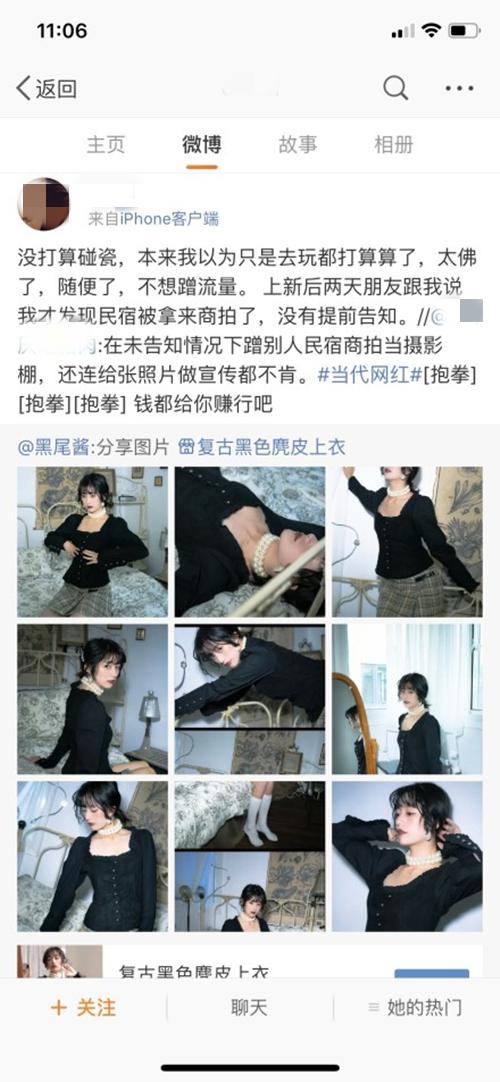 11:06
返回
主页 微博 故事 相册
来自iPhone客户端
没打算碰瓷，本来我以为只是去玩都打算算了，太佛
了，随便了，不想蹭流量。 上新后两天朋友跟我说
我才发现民宿被拿来商拍了，没有提前告知。//@
:在未告知情况下蹭别人民宿商拍当摄影
棚，还连给张照片做宣传都不肯。#当代网红#[抱拳]
[抱拳][抱拳] 钱都给你赚行吧
@黑尾酱:分享图片 复古黑色麂皮上衣
复古黑色麂皮上衣
+ 关注 聊天 她的热门